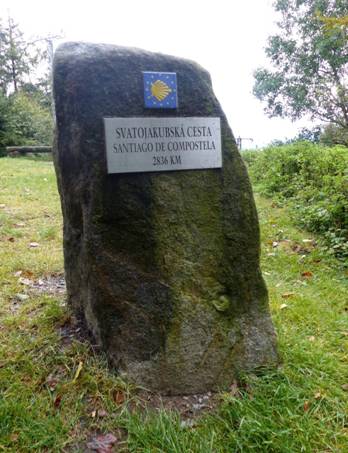 SVATOJAKUBSKÁ CESTA
SANTIAGO DE COMPOSTELA
2836 KM